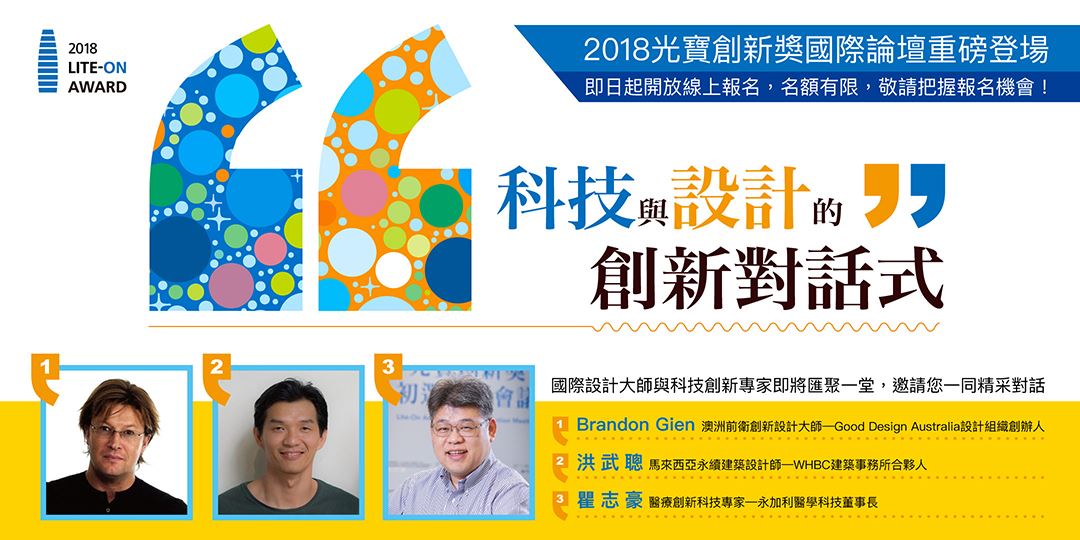 2018
LITE-ON
AWARD
2018光寶創新獎國際論壇重磅登場
即日起開放線上報名，名額有限，敬請把握報名機會！
科技與設計的
創新對話式
1
2
3
國際設計大師與科技創新專家即將匯聚一堂，邀請您一同精采對話
1 Brandon Gien 澳洲前衛創新設計大師—Good Design Australia設計組織創辦人
2 洪武聰 馬來西亞永續建築設計師—WHBC建築事務所合夥人
3 瞿志豪 醫療創新科技專家—永加利醫學科技董事長